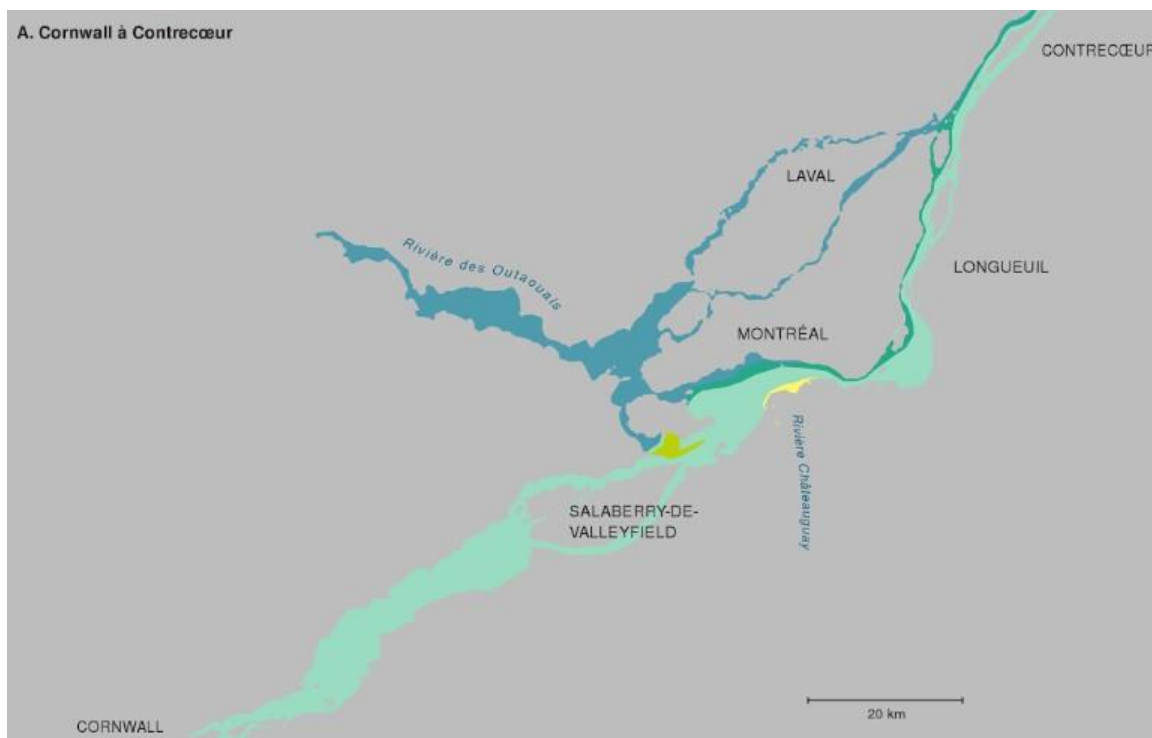 A. Cornwall à Contrecœur
CONTRECŒUR
LAVAL
Rivière des Outaouais
LONGUEUIL
MONTRÉAL
Rivière Châteauguay
SALABERRY-DE-
VALLEYFIELD
20 km
CORNWALL